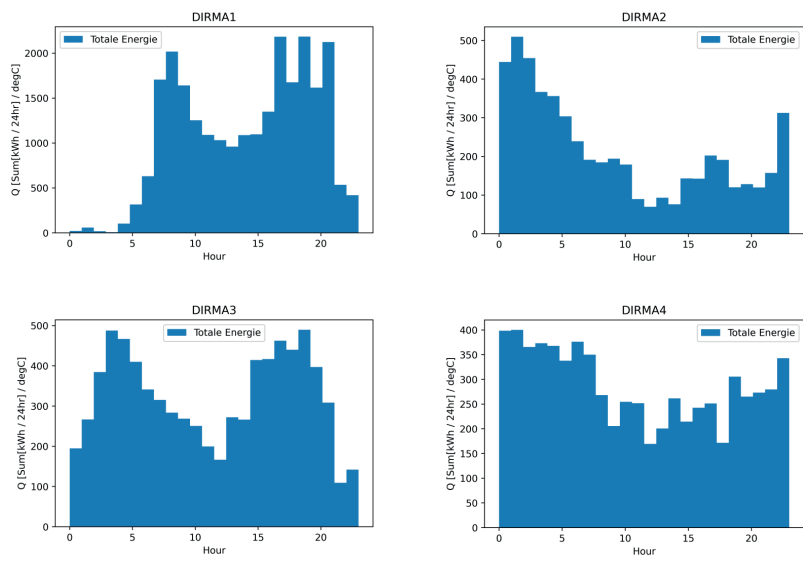 DIRMA1
Totale Energie
Q [Sum[kWh / 24hr] / degC]
2000
1500
1000
500
0
0 5 10 15 20
Hour
DIRMA2
Totale Energie
Q [Sum[kWh / 24hr] / degC]
500
400
300
200
100
0
0 5 10 15 20
Hour
DIRMA3
Totale Energie
Q [Sum[kWh / 24hr] / degC]
500
400
300
200
100
0
0 5 10 15 20
Hour
DIRMA4
Totale Energie
Q [Sum[kWh / 24hr] / degC]
400
350
300
250
200
150
100
50
0
0 5 10 15 20
Hour